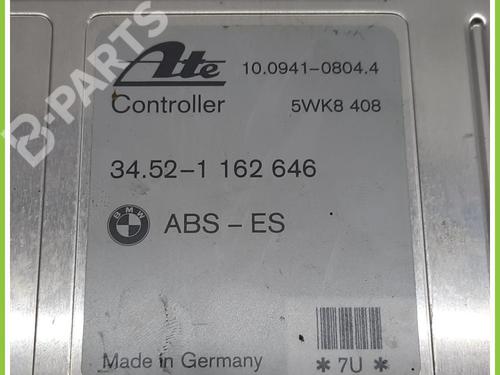 B-PARTS
Ate 10.0941-0804.4
Controller 5WK8 408
34.52-1 162 646
BMW ABS - ES
Made in Germany * 7U *